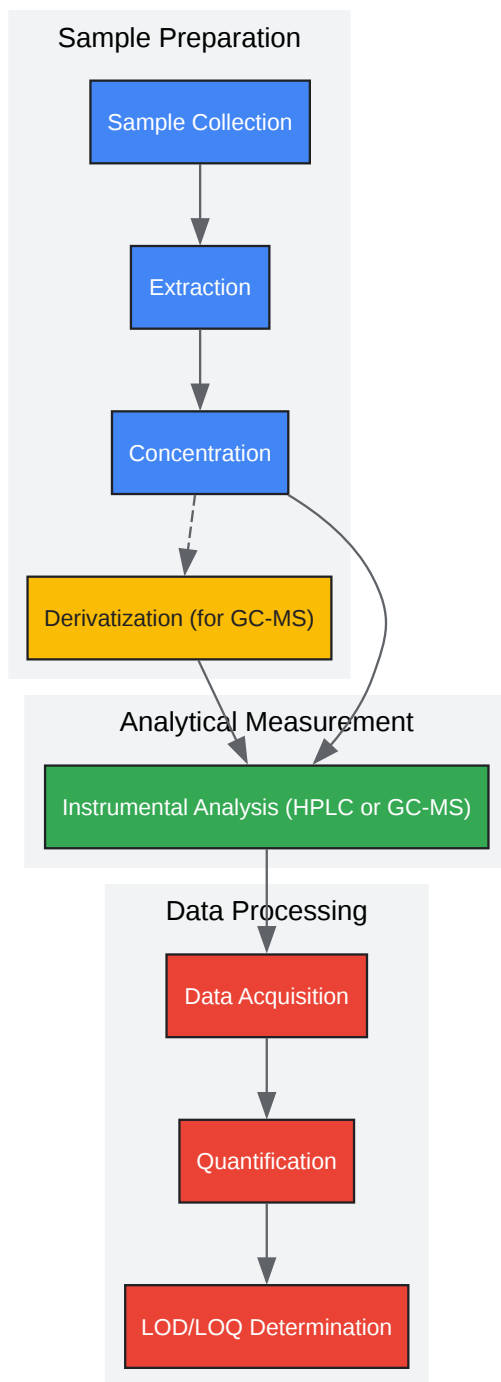 Sample Preparation
Sample Collection
Extraction
Concentration
Derivatization (for GC-MS)
Analytical Measurement
Instrumental Analysis (HPLC or GC-MS)
Data Processing
Data Acquisition
Quantification
LOD/LOQ Determination